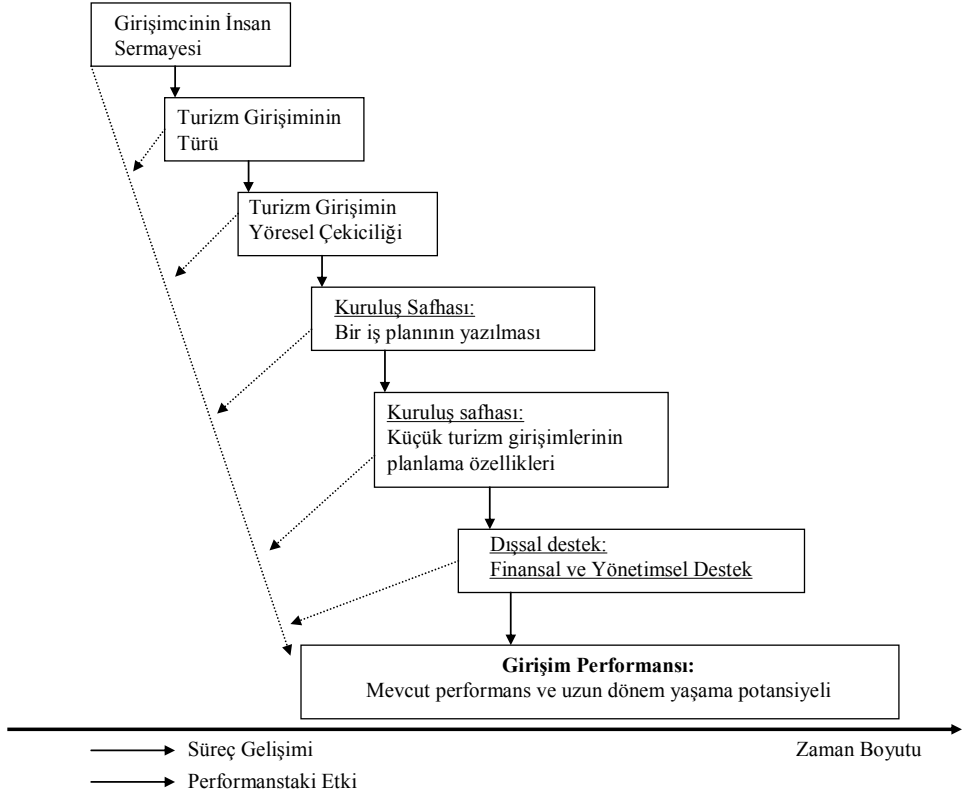 Girişimcinin İnsan
Sermayesi
Turizm Girişiminin
Türü
Turizm Girişimin
Yöresel Çekiciliği
Kuruluş Safhası:
Bir iş planının yazılması
Kuruluş safhası:
Küçük turizm girişimlerinin
planlama özellikleri
Dışsal destek:
Finansal ve Yönetimsel Destek
Girişim Performansı:
Mevcut performans ve uzun dönem yaşama potansiyeli
Süreç Gelişimi
Zaman Boyutu
Performanstaki Etki